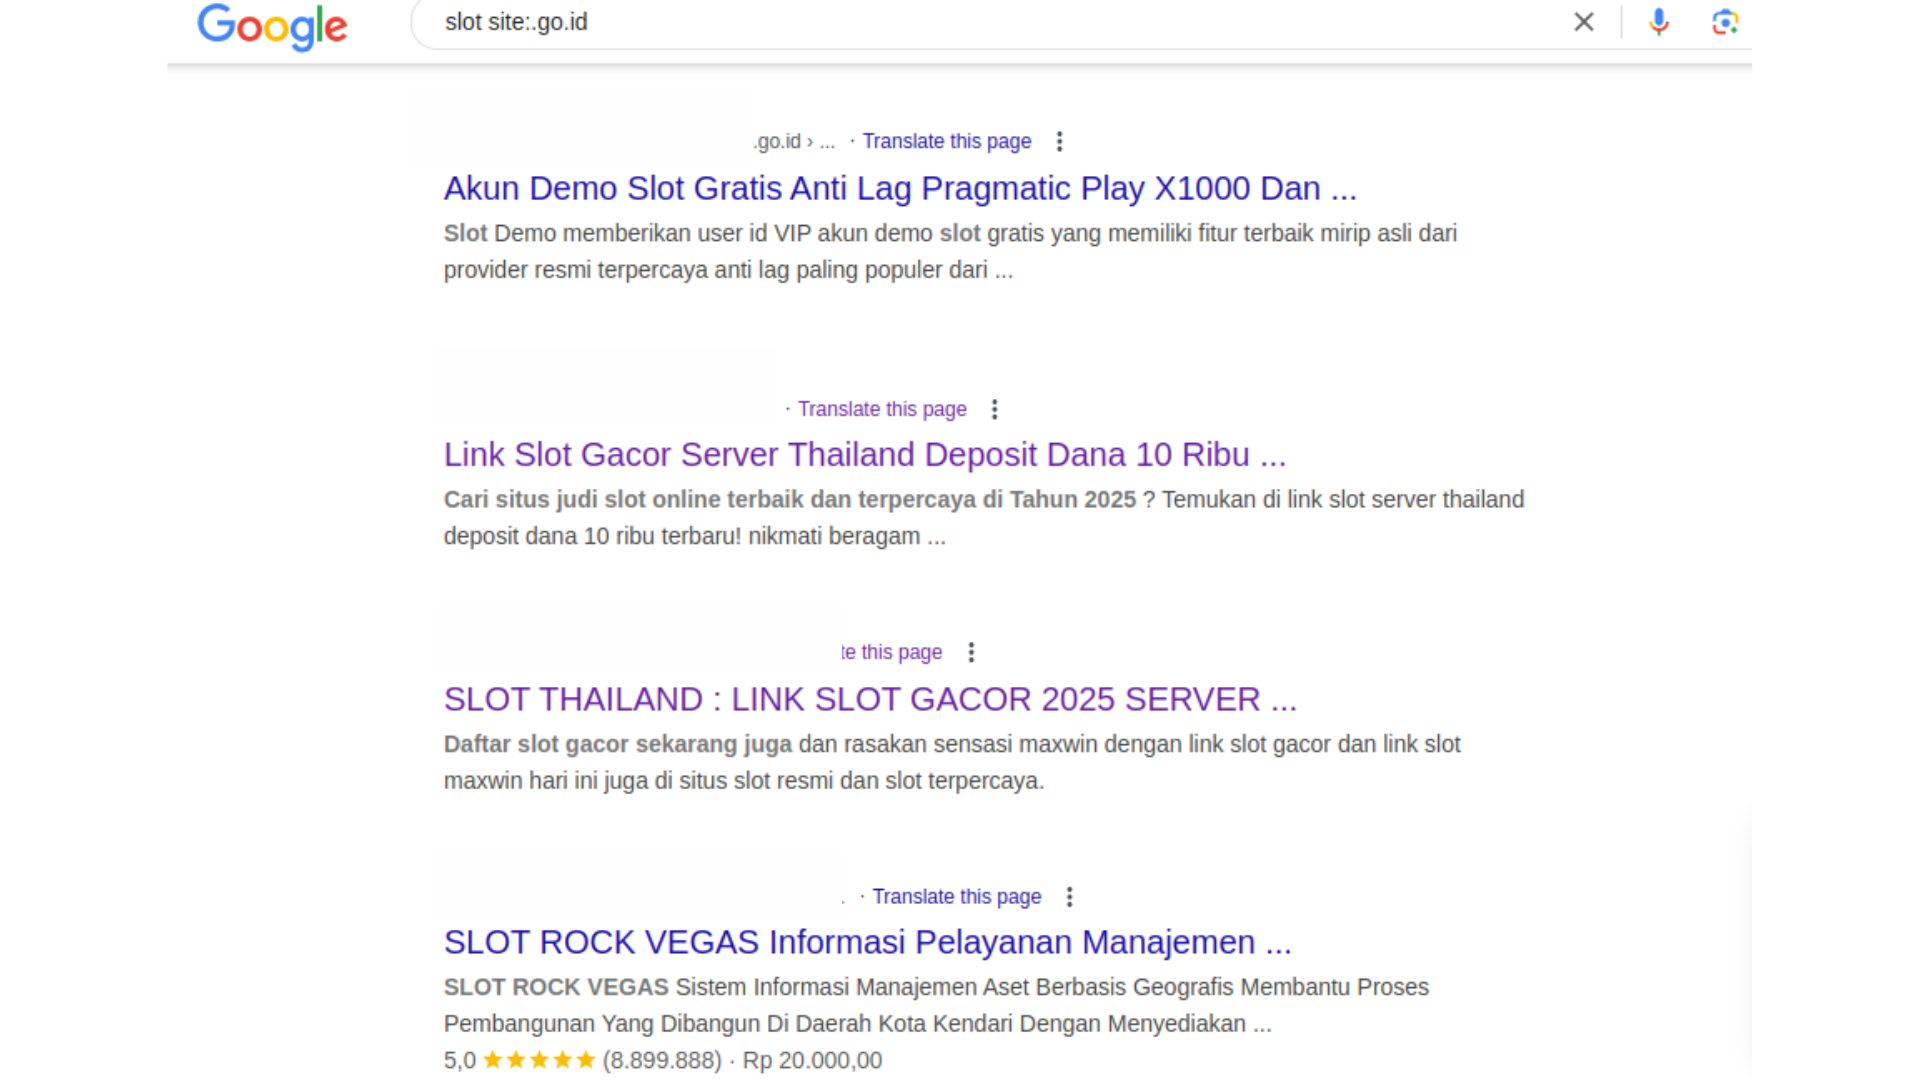 Google
slot site:.go.id
.go.id › ... · Translate this page
Akun Demo Slot Gratis Anti Lag Pragmatic Play X1000 Dan ...
Slot Demo memberikan user id VIP akun demo slot gratis yang memiliki fitur terbaik mirip asli dari
provider resmi terpercaya anti lag paling populer dari ...
· Translate this page
Link Slot Gacor Server Thailand Deposit Dana 10 Ribu ...
Cari situs judi slot online terbaik dan terpercaya di Tahun 2025 ? Temukan di link slot server thailand
deposit dana 10 ribu terbaru! nikmati beragam ...
te this page
SLOT THAILAND : LINK SLOT GACOR 2025 SERVER ...
Daftar slot gacor sekarang juga dan rasakan sensasi maxwin dengan link slot gacor dan link slot
maxwin hari ini juga di situs slot resmi dan slot terpercaya.
. · Translate this page
SLOT ROCK VEGAS Informasi Pelayanan Manajemen ...
SLOT ROCK VEGAS Sistem Informasi Manajemen Aset Berbasis Geografis Membantu Proses
Pembangunan Yang Dibangun Di Daerah Kota Kendari Dengan Menyediakan ...
5,0 ★★★★★ (8.899.888) · Rp 20.000,00